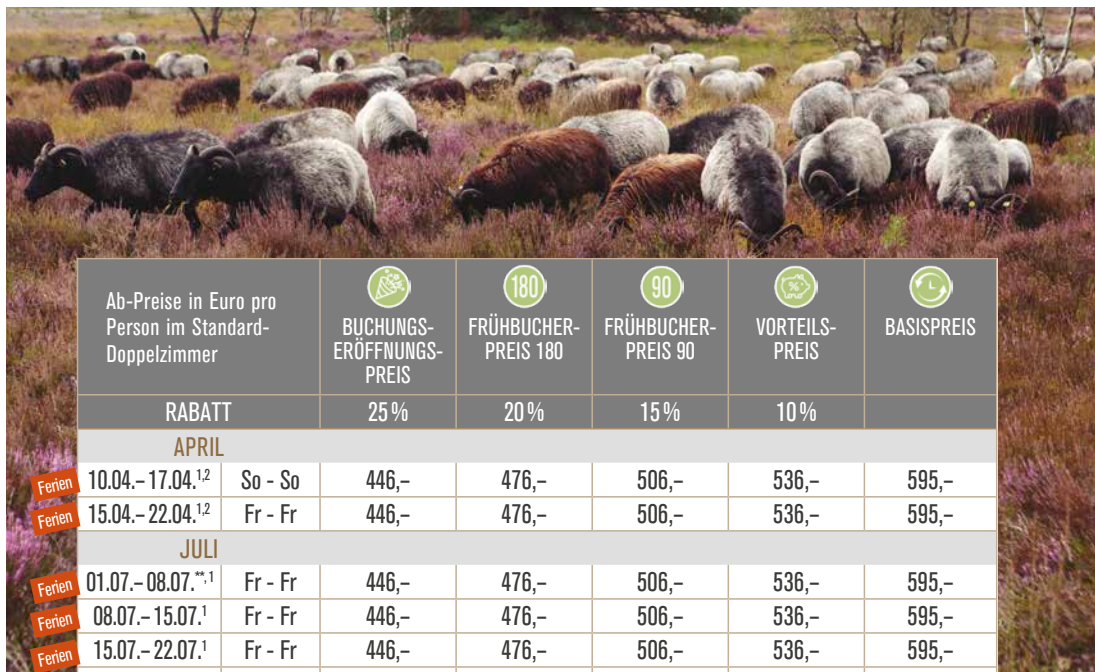 Ab-Preise in Euro pro
Person im Standard-
Doppelzimmer
BUCHUNGS-
ERÖFFNUNGS-
PREIS
180
FRÜHBUCHER-
PREIS 180
90
FRÜHBUCHER-
PREIS 90
%
VORTEILS-
PREIS
BASISPREIS
RABATT 25% 20% 15% 10%
APRIL
Ferien 10.04.–17.04.¹,² So - So 446,– 476,– 506,– 536,– 595,–
Ferien 15.04.–22.04.¹,² Fr - Fr 446,– 476,– 506,– 536,– 595,–
JULI
Ferien 01.07.–08.07.**,¹ Fr - Fr 446,– 476,– 506,– 536,– 595,–
Ferien 08.07.–15.07.¹ Fr - Fr 446,– 476,– 506,– 536,– 595,–
Ferien 15.07.–22.07.¹ Fr - Fr 446,– 476,– 506,– 536,– 595,–